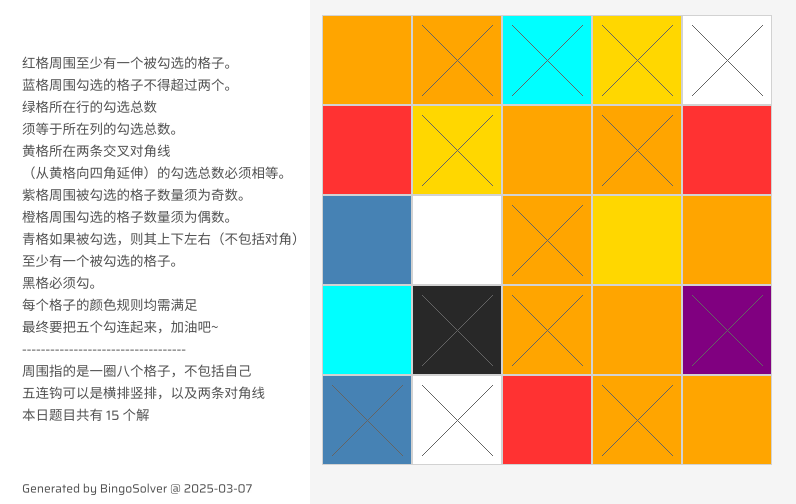 红格周围至少有一个被勾选的格子。
蓝格周围勾选的格子不得超过两个。
绿格所在行的勾选总数
须等于所在列的勾选总数。
黄格所在两条交叉对角线
（从黄格向四角延伸）的勾选总数必须相等。
紫格周围被勾选的格子数量须为奇数。
橙格周围勾选的格子数量须为偶数。
青格如果被勾选，则其上下左右（不包括对角）
至少有一个被勾选的格子。
黑格必须勾。
每个格子的颜色规则均需满足
最终要把五个勾连起来，加油吧~
-----------------------------------
周围指的是一圈八个格子，不包括自己
五连钩可以是横排竖排，以及两条对角线
本日题目共有 15 个解
Generated by BingoSolver @ 2025-03-07